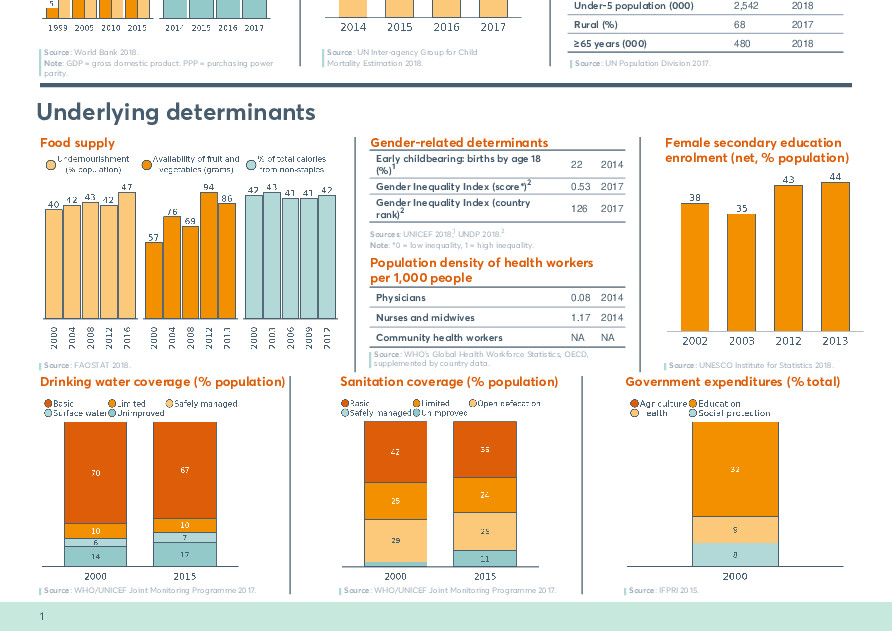 5
1999 2005 2010 2015
2014 2015 2016 2017
2014 2015 2016 2017
Under-5 population (000) 2,542 2018
Rural (%) 68 2017
≥65 years (000) 480 2018
Source: World Bank 2018.
Note: GDP = gross domestic product. PPP = purchasing power
parity.
Source: UN Inter-agency Group for Child
Mortality Estimation 2018.
Source: UN Population Division 2017.
Underlying determinants
Food supply
Undernourishment
(% population)
Availability of fruit and
vegetables (grams)
% of total calories
from non-staples
40 42 43 42 47
57 76 69 94 86
42 43 41 41 42
2000 2004 2008 2012 2016
2000 2004 2008 2012
2000 2006 2009
Source: FAOSTAT 2018.
Gender-related determinants
Early childbearing: births by age 18
(%)¹ 22 2014
Gender Inequality Index (score*)² 0.53 2017
Gender Inequality Index (country
rank)² 126 2017
Sources: UNICEF 2018,¹ UNDP 2018.²
Note: *0 = low inequality, 1 = high inequality.
Population density of health workers
per 1,000 people
Physicians 0.08 2014
Nurses and midwives 1.17 2014
Community health workers NA NA
Source: WHO's Global Health Workforce Statistics, OECD,
supplemented by country data.
Female secondary education
enrolment (net, % population)
38 35 43 44
2002 2003 2012 2013
Source: UNESCO Institute for Statistics 2018.
Drinking water coverage (% population)
Basic Limited Safely managed
Surface water Unimproved
70 10 6 14
67 10 7 17
2000 2015
Source: WHO/UNICEF Joint Monitoring Programme 2017.
Sanitation coverage (% population)
Basic Limited Open defecation
Safely managed Unimproved
42 25 29
24 11
2000 2015
Source: WHO/UNICEF Joint Monitoring Programme 2017.
Government expenditures (% total)
Agriculture Education
Health Social protection
9 8
2000
Source: IFPRI 2015.
1